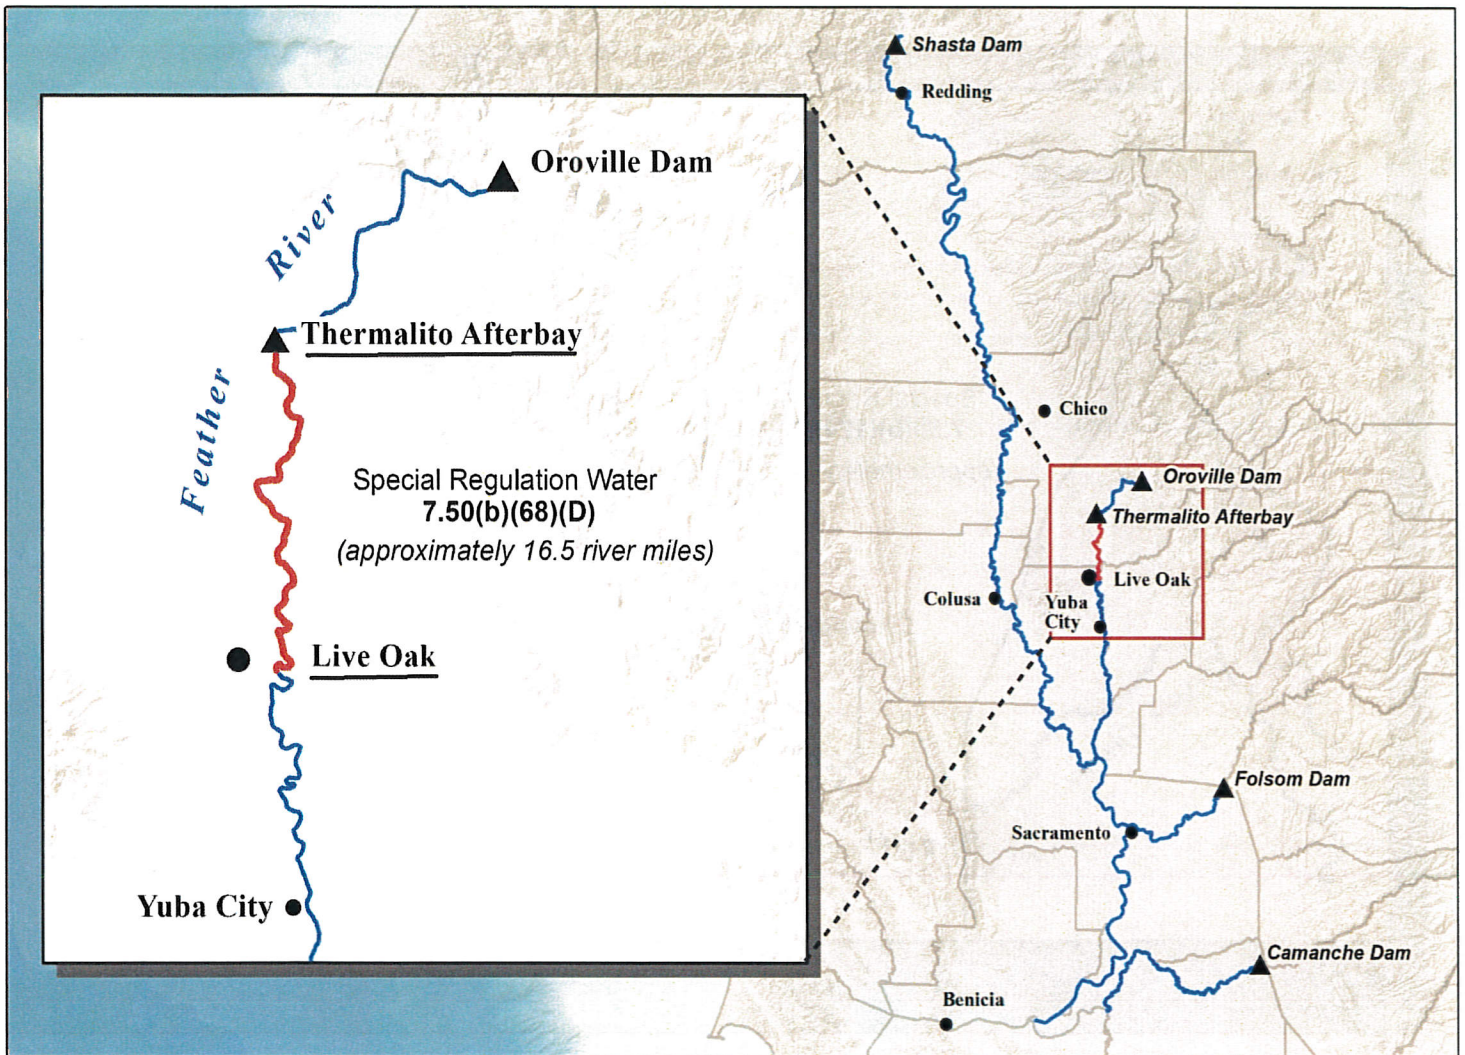 Oroville Dam
River
Thermalito Afterbay
Feather
Special Regulation Water
7.50(b)(68)(D)
(approximately 16.5 river miles)
Live Oak
Yuba City
Shasta Dam
Redding
Chico
Oroville Dam
Thermalito Afterbay
Live Oak
Colusa
Yuba
City
Folsom Dam
Sacramento
Camanche Dam
Benicia